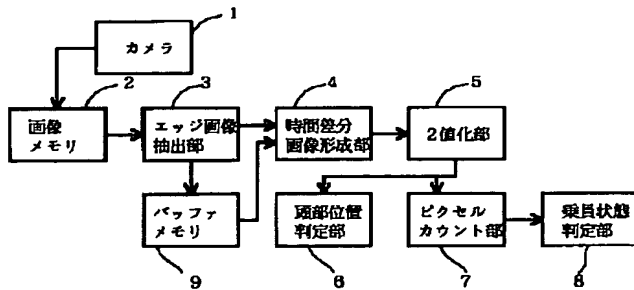 1
カメラ
2
3
4
5
画像
メモリ
エッジ画像
抽出部
時間差分
画像形成部
2値化部
バッファ
メモリ
頭部位置
判定部
ピクセル
カウント部
乗員状態
判定部
9
6
7
8